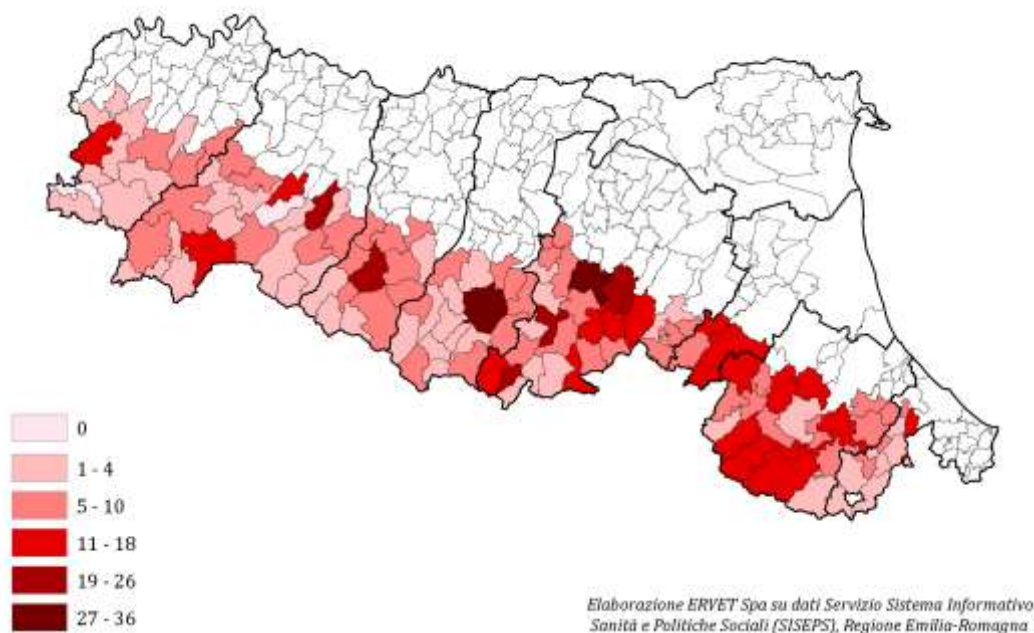 0
1 - 4
5 - 10
11 - 18
19 - 26
27 - 36
Elaborazione ERVET Spa su dati Servizio Sistema Informativo
Sanità e Politiche Sociali (SISEPS), Regione Emilia-Romagna